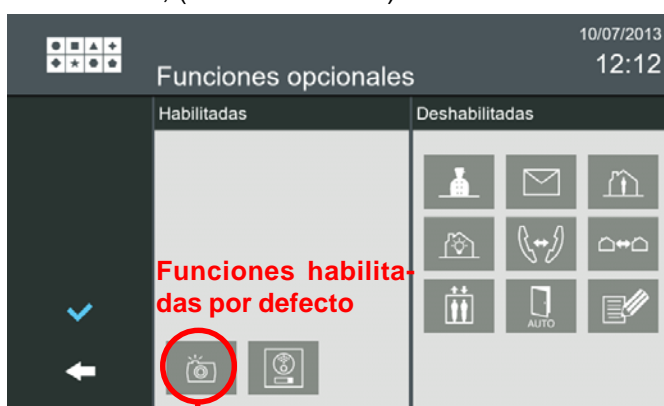 10/07/2013
12:12
Funciones opcionales
Habilitadas
Deshabilitadas
Funciones habilita-
das por defecto
AUTO